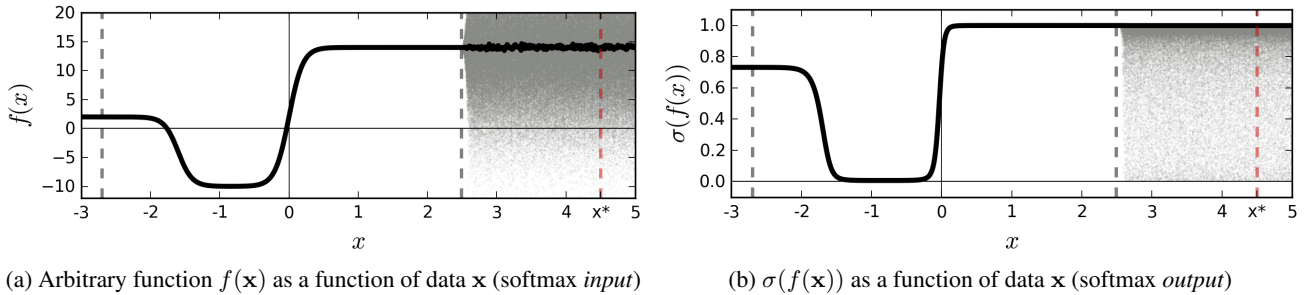 20
15
10
5
0
−5
−10
f(x)
-3 -2 -1 0 1 2 3 4 x* 5
x
(a) Arbitrary function f(x) as a function of data x (softmax input)
1.0
0.8
0.6
0.4
0.2
0.0
σ(f(x))
-3 -2 -1 0 1 2 3 4 x* 5
x
(b) σ(f(x)) as a function of data x (softmax output)